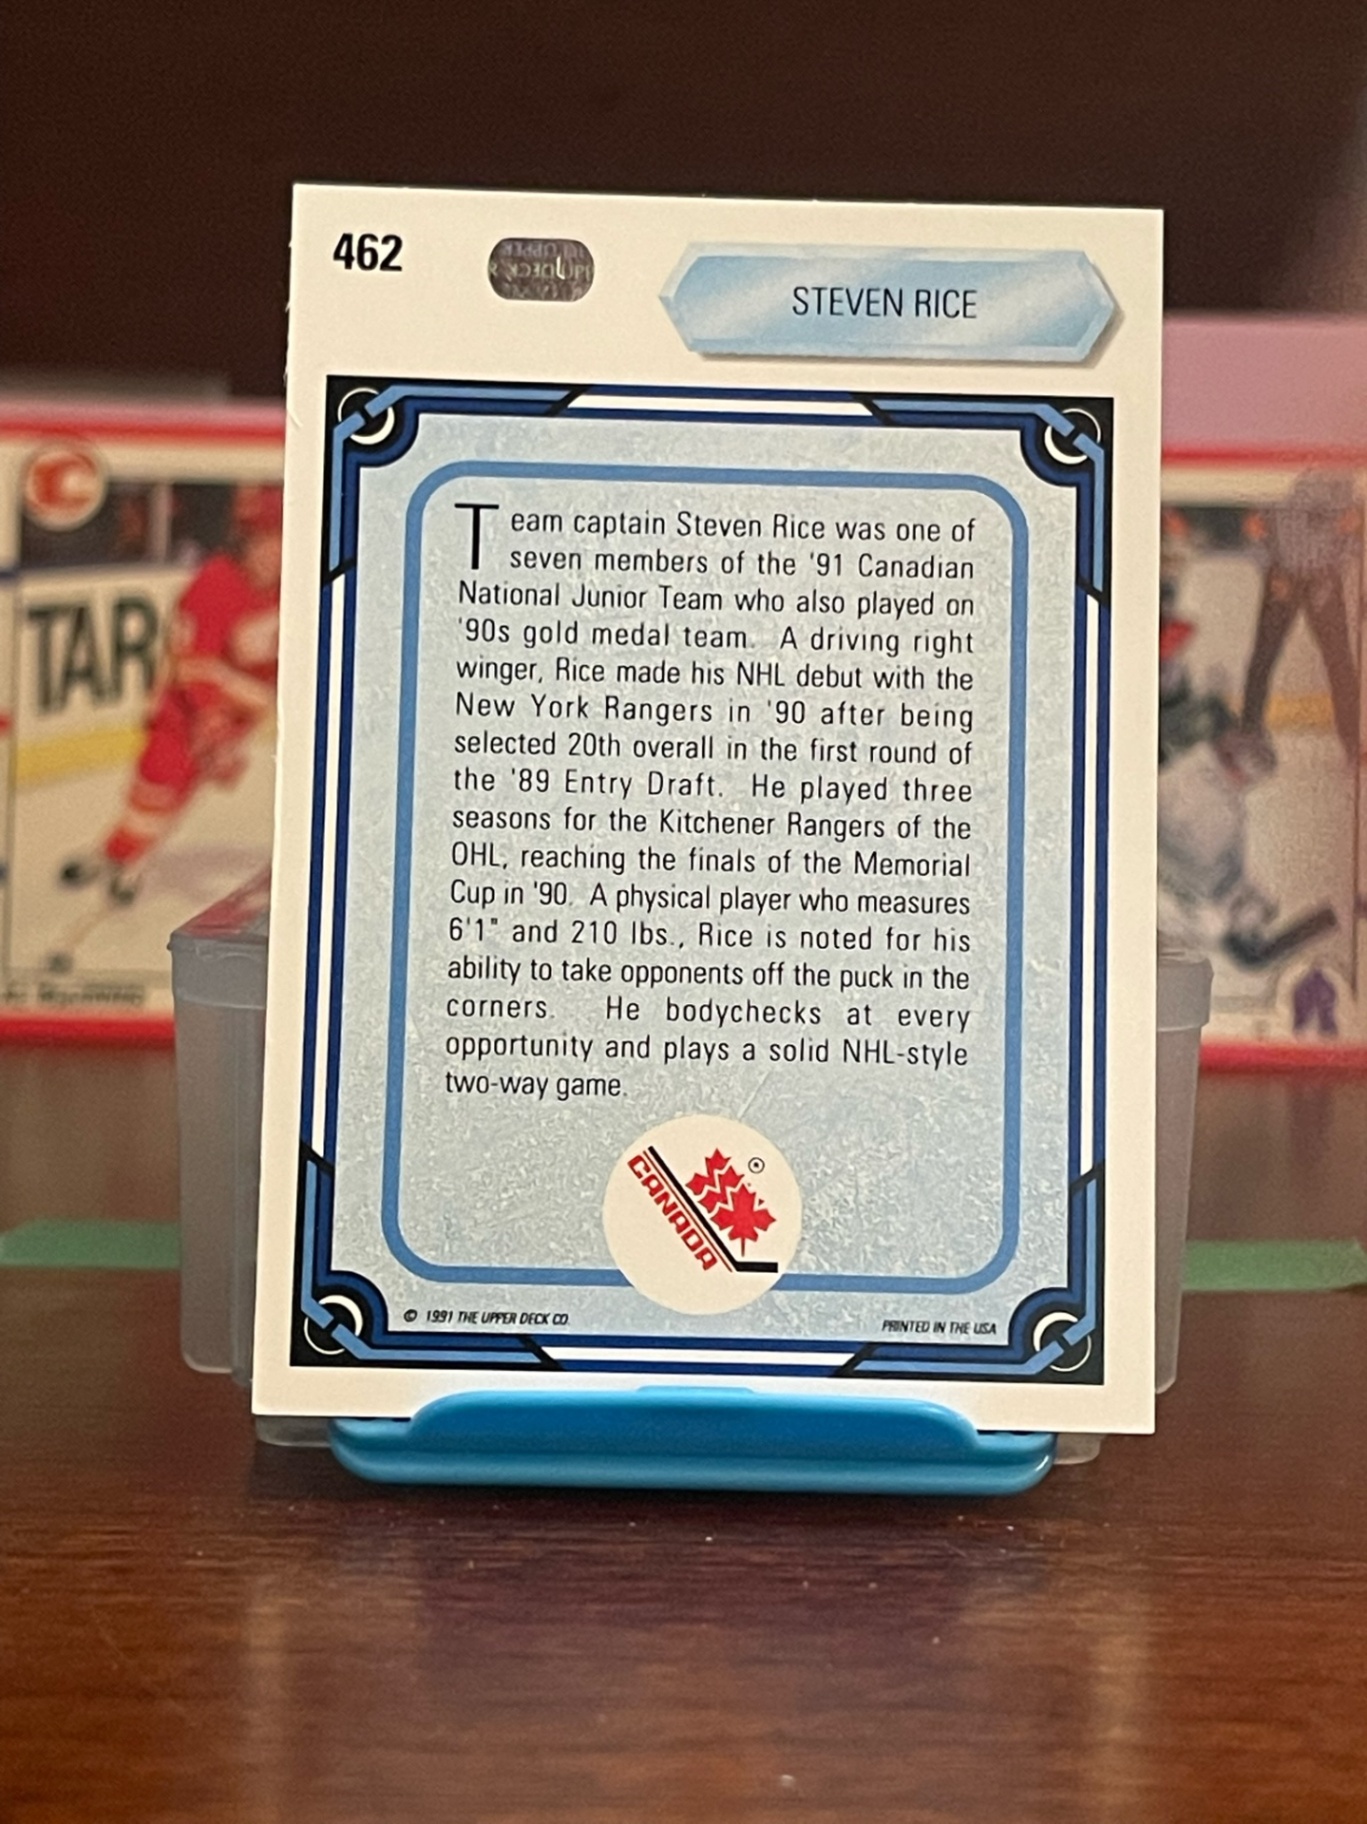 462
STEVEN RICE
Team captain Steven Rice was one of
seven members of the '91 Canadian
National Junior Team who also played on
'90s gold medal team. A driving right
winger, Rice made his NHL debut with the
New York Rangers in '90 after being
selected 20th overall in the first round of
the '89 Entry Draft. He played three
seasons for the Kitchener Rangers of the
OHL, reaching the finals of the Memorial
Cup in '90. A physical player who measures
6'1" and 210 lbs., Rice is noted for his
ability to take opponents off the puck in the
corners. He bodychecks at every
opportunity and plays a solid NHL-style
two-way game.
CANADA ®
© 1991 THE UPPER DECK CO.
PRINTED IN THE USA
TAR